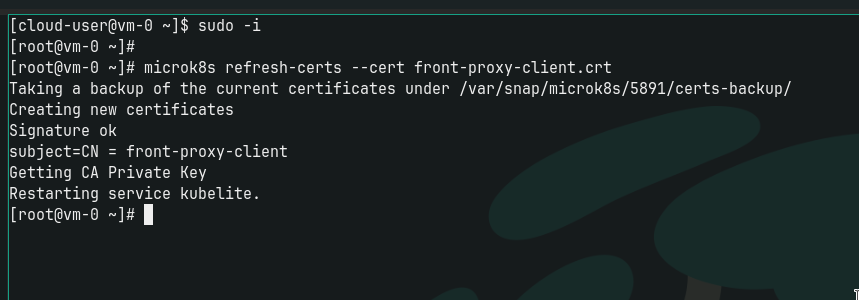 [cloud-user@vm-0 ~]$ sudo -i
[root@vm-0 ~]#
[root@vm-0 ~]# microk8s refresh-certs --cert front-proxy-client.crt
Taking a backup of the current certificates under /var/snap/microk8s/5891/certs-backup/
Creating new certificates
Signature ok
subject=CN = front-proxy-client
Getting CA Private Key
Restarting service kubelite.
[root@vm-0 ~]#